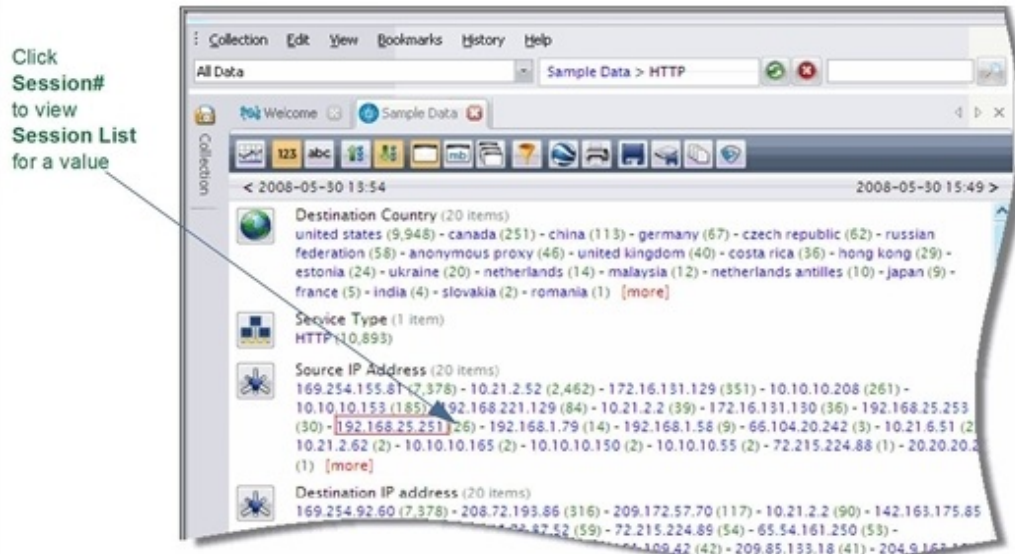 Click
Session#
to view
Session List
for a value
Collection Edit View Bookmarks History Help
All Data
Sample Data > HTTP
Welcome
Sample Data
Collection
123 abc mb
< 2008-05-30 13:54
2008-05-30 15:49 >
Destination Country (20 items)
united states (9,948) - canada (251) - china (113) - germany (67) - czech republic (62) - russian
federation (58) - anonymous proxy (46) - united kingdom (40) - costa rica (36) - hong kong (29) -
estonia (24) - ukraine (20) - netherlands (14) - malaysia (12) - netherlands antilles (10) - japan (9) -
france (5) - india (4) - slovakia (2) - romania (1) [more]
Service Type (1 item)
HTTP (10,893)
Source IP Address (20 items)
169.254.155.81 (7,378) - 10.21.2.52 (2,462) - 172.16.131.129 (351) - 10.10.10.208 (261) -
10.10.10.153 (185) - 192.168.221.129 (84) - 10.21.2.2 (39) - 172.16.131.130 (36) - 192.168.25.253
(30) - 192.168.25.251 (26) - 192.168.1.79 (14) - 192.168.1.58 (9) - 66.104.20.242 (3) - 10.21.6.51 (2
10.21.2.62 (2) - 10.10.10.165 (2) - 10.10.10.150 (2) - 10.10.10.55 (2) - 72.215.224.88 (1) - 20.20.20.2
(1) [more]
Destination IP address (20 items)
169.254.92.60 (7,378) - 208.72.193.86 (316) - 209.172.57.70 (117) - 10.21.2.2 (90) - 142.163.175.85
87.52 (59) - 72.215.224.89 (54) - 65.54.161.250 (53) -
109.42 (42) - 209.85.133.18 (41) -